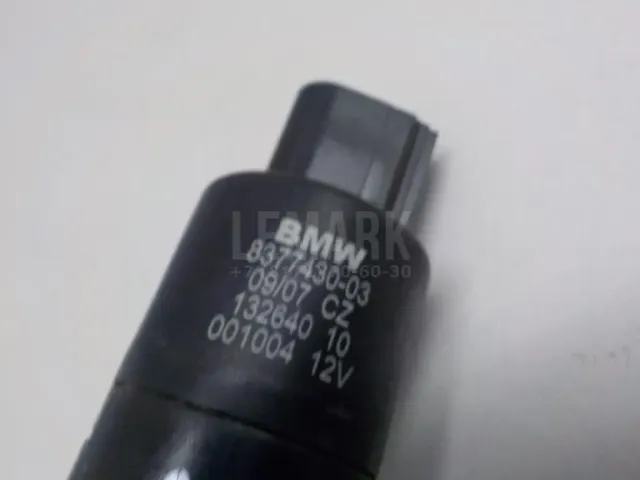 BMW
8377430-03
09/07 CZ
132640 10
001004 12V
LEMARK